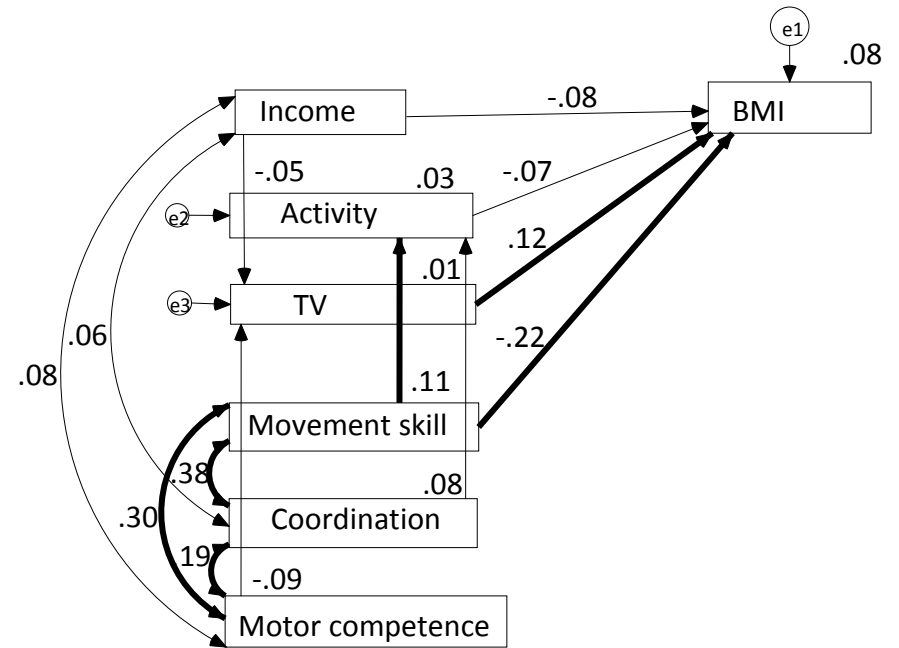 e1
.08
Income
-.08
BMI
-.05
.03
-.07
e2
Activity
.12
.01
e3
TV
.06
-.22
.08
.11
Movement skill
.38
.08
.30
Coordination
19
-.09
Motor competence